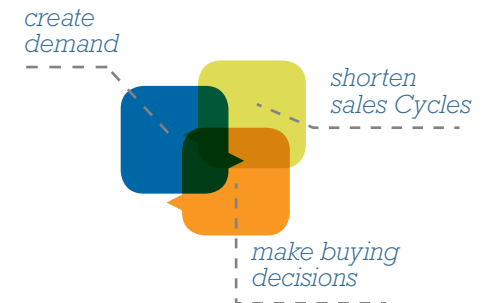 create
demand
shorten
sales Cycles
make buying
decisions